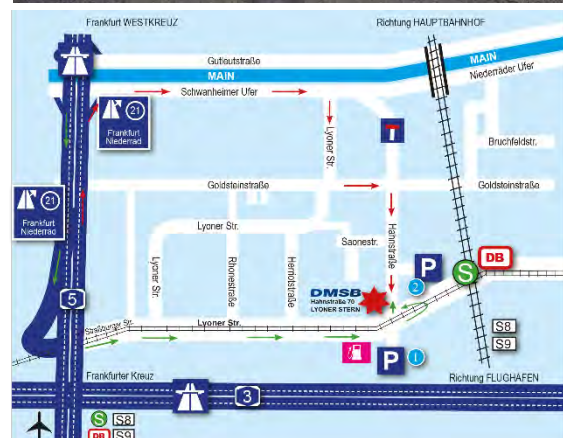 Frankfurt WESTKREUZ
Richtung HAUPTBAHNHOF
Gutleutstraße
MAIN
MAIN
Niederräder Ufer
Schwanheimer Ufer
21
Frankfurt
Niederrad
Lyoner Str.
Bruchfeldstr.
Goldsteinstraße
Goldsteinstraße
21
Frankfurt
Niederrad
Lyoner Str.
Hahnstraße
Saonestr.
Lyoner Str.
Rhonestraße
Herriotstraße
P
2
S
DB
DMSB
Hahnstraße 70
LYONER STERN
5
Straßburger Str.
Lyoner Str.
S8
S9
P
1
Frankfurter Kreuz
Richtung FLUGHAFEN
3
S
S8
DB
S9